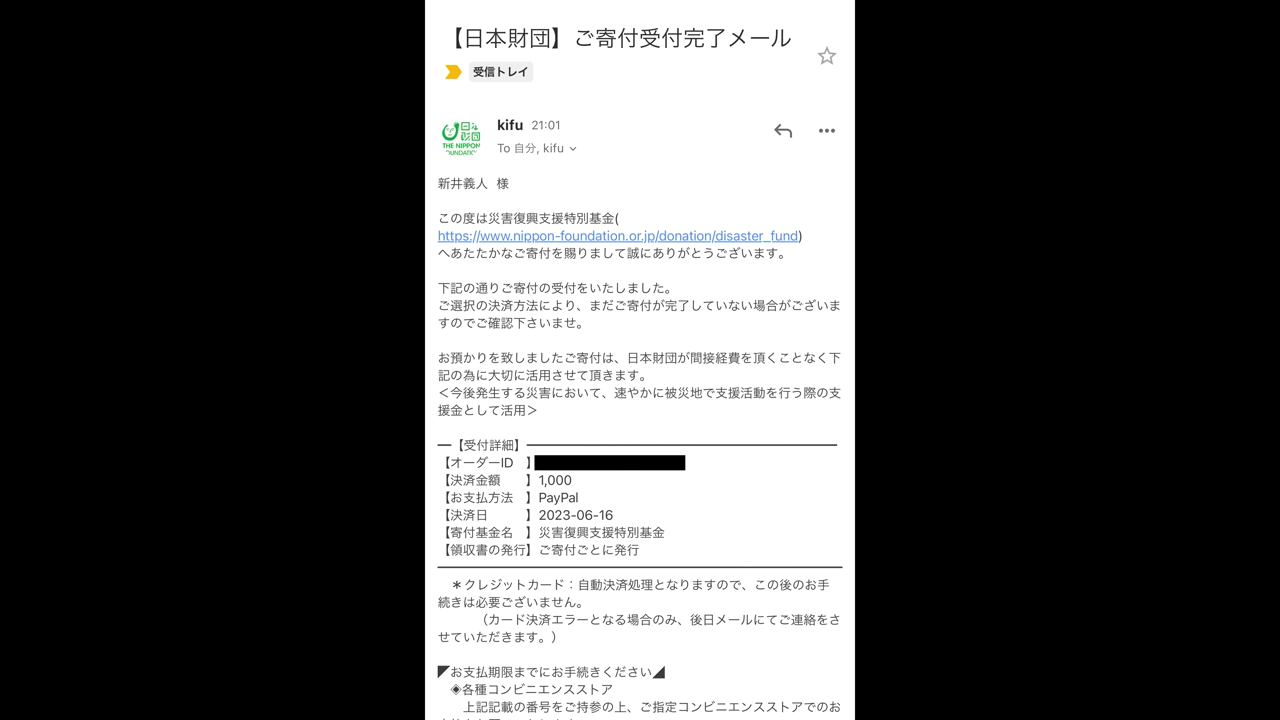 【日本財団】ご寄付受付完了メール
受信トレイ
日本財団
THE NIPPON
FOUNDATION
kifu 21:01
To 自分, kifu
新井義人 様
この度は災害復興支援特別基金(
https://www.nippon-foundation.or.jp/donation/disaster_fund)
へあたたかなご寄付を賜りまして誠にありがとうございます。
下記の通りご寄付の受付をいたしました。
ご選択の決済方法により、まだご寄付が完了していない場合がございま
すのでご確認下さいませ。
お預かりを致しましたご寄付は、日本財団が間接経費を頂くことなく下
記の為に大切に活用させて頂きます。
＜今後発生する災害において、速やかに被災地で支援活動を行う際の支
援金として活用＞
━【受付詳細】━━━━━━━━━━━━━━━━━━
【オーダーID 】
【決済金額 】1,000
【お支払方法 】PayPal
【決済日 】2023-06-16
【寄付基金名 】災害復興支援特別基金
【領収書の発行】ご寄付ごとに発行
＊クレジットカード：自動決済処理となりますので、この後のお手
続きは必要ございません。
（カード決済エラーとなる場合のみ、後日メールにてご連絡をさ
せていただきます。）
◤お支払期限までにお手続きください◢
◈各種コンビニエンスストア
上記記載の番号をご持参の上、ご指定コンビニエンスストアでのお